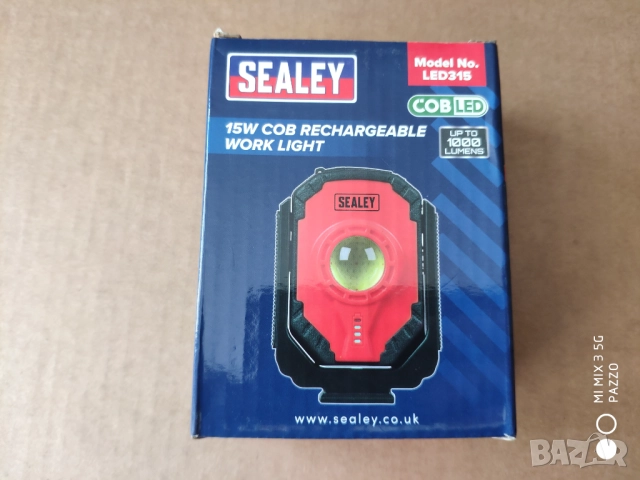 SEALEY
Model No.
LED315
COB LED
15W COB RECHARGEABLE
WORK LIGHT
UP TO
1000
LUMENS
SEALEY
www.sealey.co.uk
MI MIX 3 5G
PAZZO
BAZAR